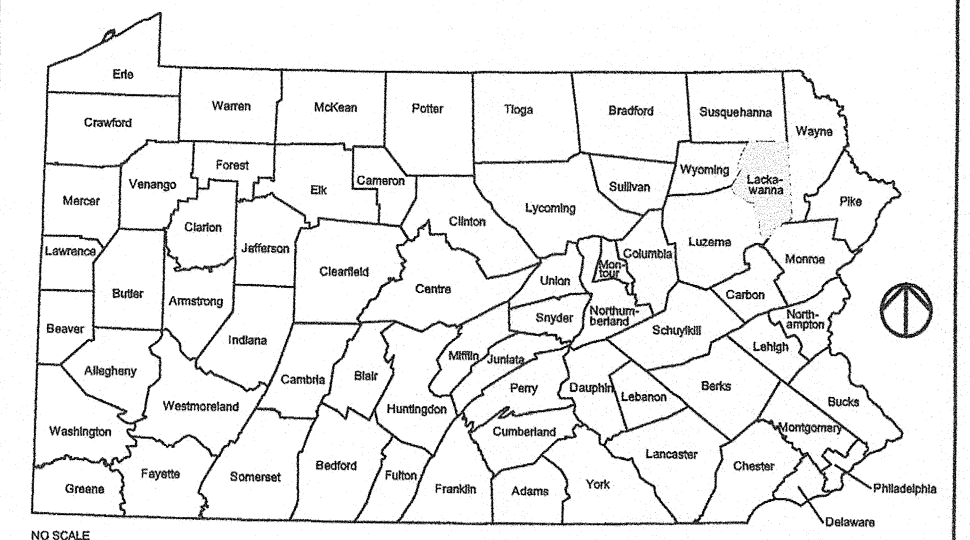 Erie
Warren
McKean
Potter
Tioga
Bradford
Susquehanna
Wayne
Crawford
Forest
Elk
Cameron
Sullivan
Wyoming
Lacka-
wanna
Pike
Mercer
Venango
Clarion
Jefferson
Clinton
Lycoming
Luzerne
Lawrence
Butler
Armstrong
Clearfield
Centre
Union
Mon-
tour
Columbia
Monroe
Carbon
North-
ampton
Beaver
Indiana
Snyder
Northum-
berland
Schuylkill
Lehigh
Allegheny
Westmoreland
Cambria
Blair
Huntingdon
Mifflin
Juniata
Perry
Dauphin
Lebanon
Berks
Bucks
Washington
Cumberland
Montgomery
Greene
Fayette
Somerset
Bedford
Fulton
Franklin
Adams
York
Lancaster
Chester
Philadelphia
Delaware
NO SCALE